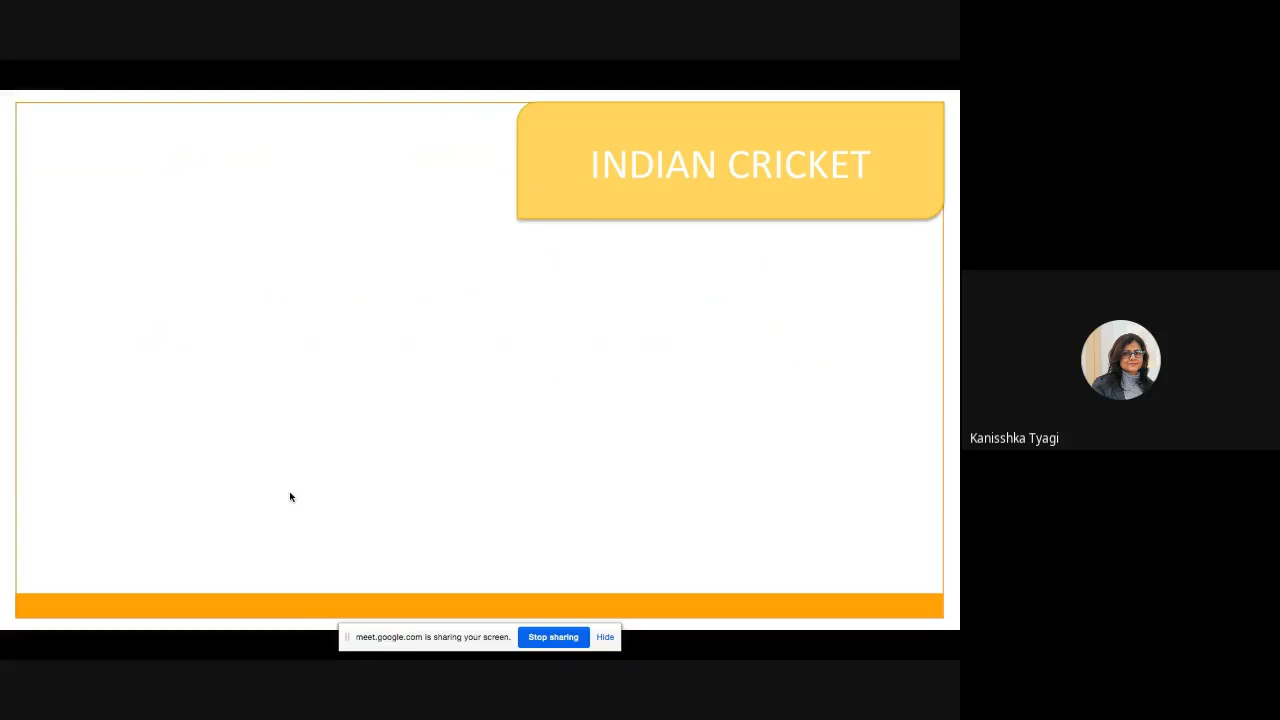 INDIAN CRICKET
Kanisshka Tyagi
meet.google.com is sharing your screen.
Stop sharing
Hide